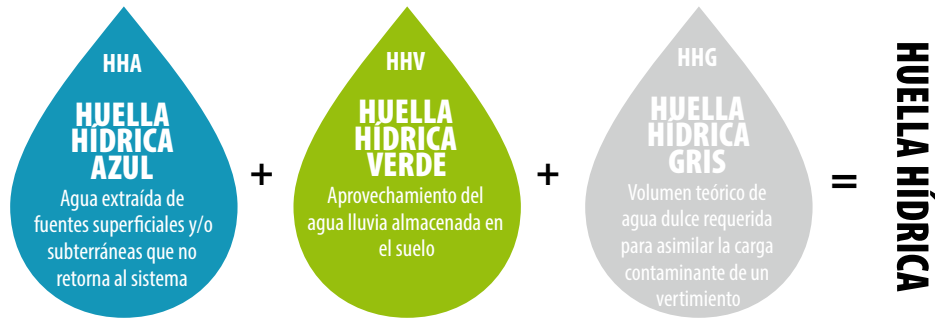 HHA
HUELLA
HÍDRICA
AZUL
Agua extraída de
fuentes superficiales y/o
subterráneas que no
retorna al sistema
+
HHV
HUELLA
HÍDRICA
VERDE
Aprovechamiento del
agua lluvia almacenada en
el suelo
+
HHG
HUELLA
HÍDRICA
GRIS
Volumen teórico de
agua dulce requerida
para asimilar la carga
contaminante de un
vertimiento
=
HUELLA HÍDRICA